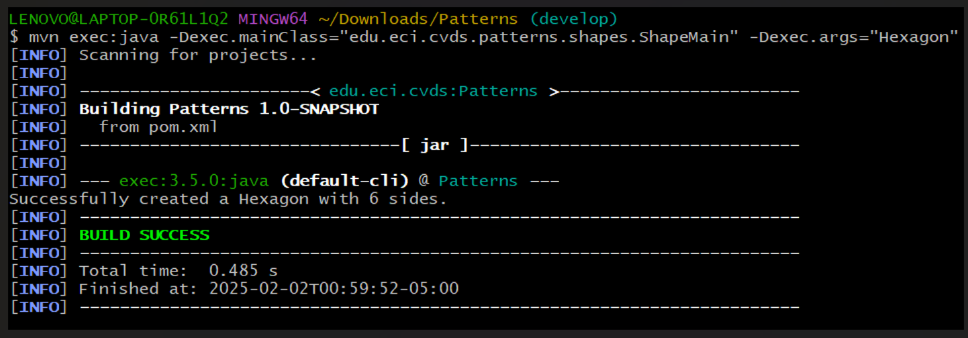 LENOVO@LAPTOP-0R61L1Q2 MINGW64 ~/Downloads/Patterns (develop)
$ mvn exec:java -Dexec.mainClass="edu.eci.cvds.patterns.shapes.ShapeMain" -Dexec.args="Hexagon"
[INFO] Scanning for projects...
[INFO]
[INFO] -----------------------< edu.eci.cvds:Patterns >------------------------
[INFO] Building Patterns 1.0-SNAPSHOT
[INFO]   from pom.xml
[INFO] --------------------------------[ jar ]---------------------------------
[INFO]
[INFO] --- exec:3.5.0:java (default-cli) @ Patterns ---
Successfully created a Hexagon with 6 sides.
[INFO] ------------------------------------------------------------------------
[INFO] BUILD SUCCESS
[INFO] ------------------------------------------------------------------------
[INFO] Total time:  0.485 s
[INFO] Finished at: 2025-02-02T00:59:52-05:00
[INFO] ------------------------------------------------------------------------